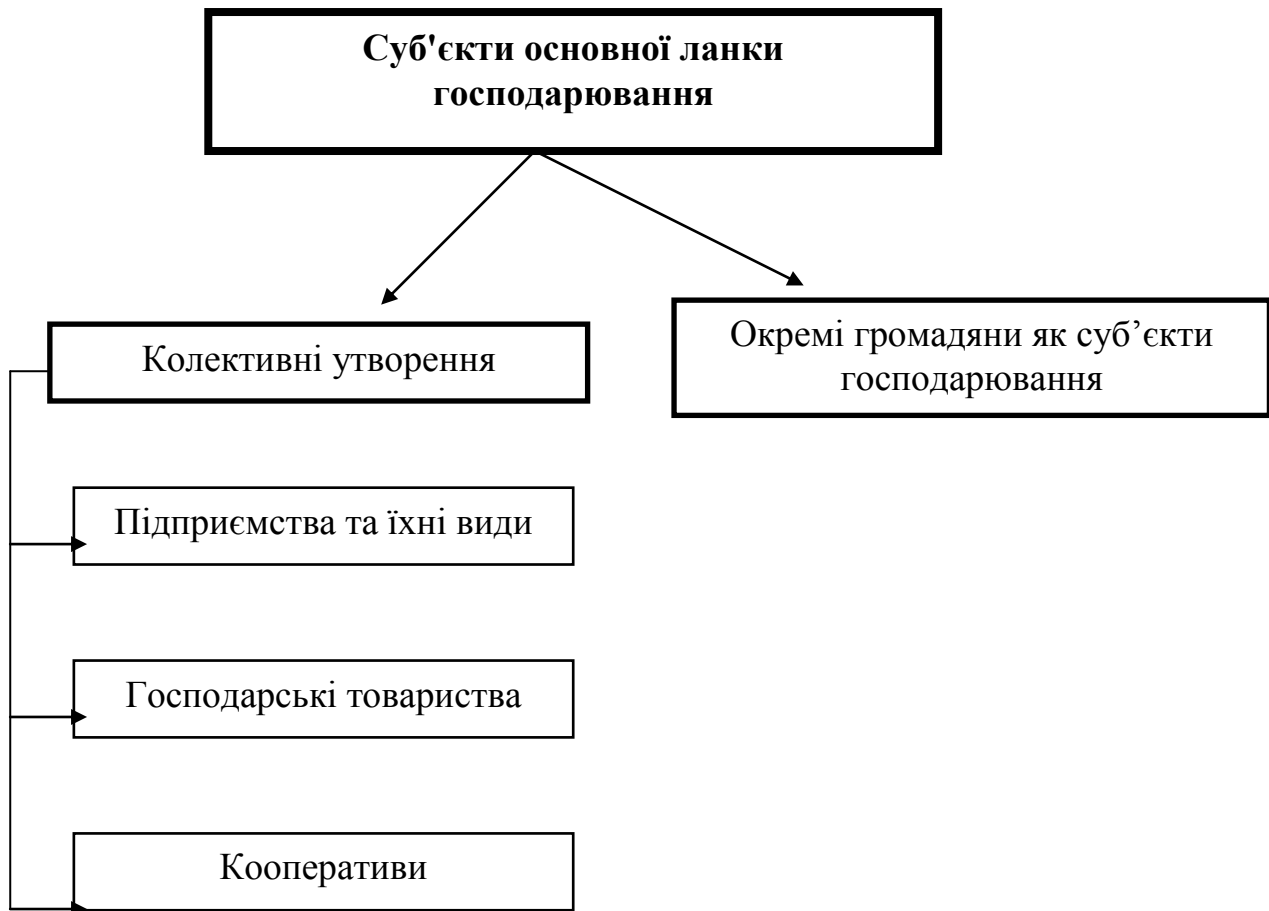 Суб'єкти основної ланки
господарювання
Колективні утворення
Окремі громадяни як суб’єкти
господарювання
Підприємства та їхні види
Господарські товариства
Кооперативи